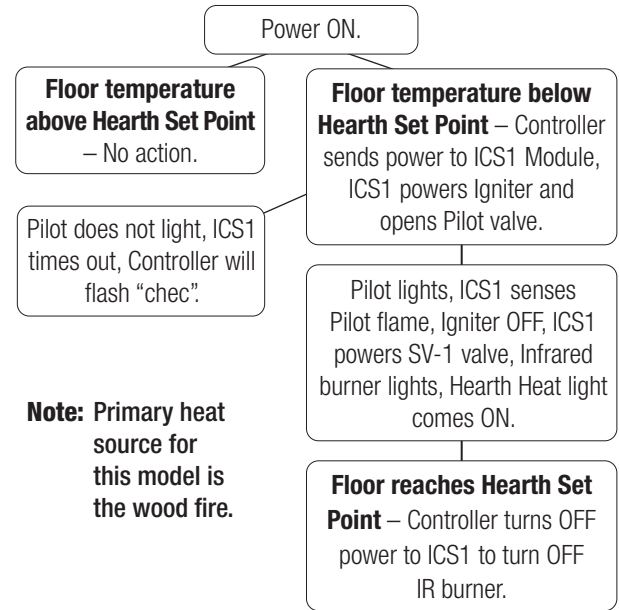 Power ON.
Floor temperature
above Hearth Set Point
– No action.
Floor temperature below
Hearth Set Point – Controller
sends power to ICS1 Module,
ICS1 powers Igniter and
opens Pilot valve.
Pilot does not light, ICS1
times out, Controller will
flash “chec”.
Pilot lights, ICS1 senses
Pilot flame, Igniter OFF, ICS1
powers SV-1 valve, Infrared
burner lights, Hearth Heat light
comes ON.
Note: Primary heat
source for
this model is
the wood fire.
Floor reaches Hearth Set
Point – Controller turns OFF
power to ICS1 to turn OFF
IR burner.